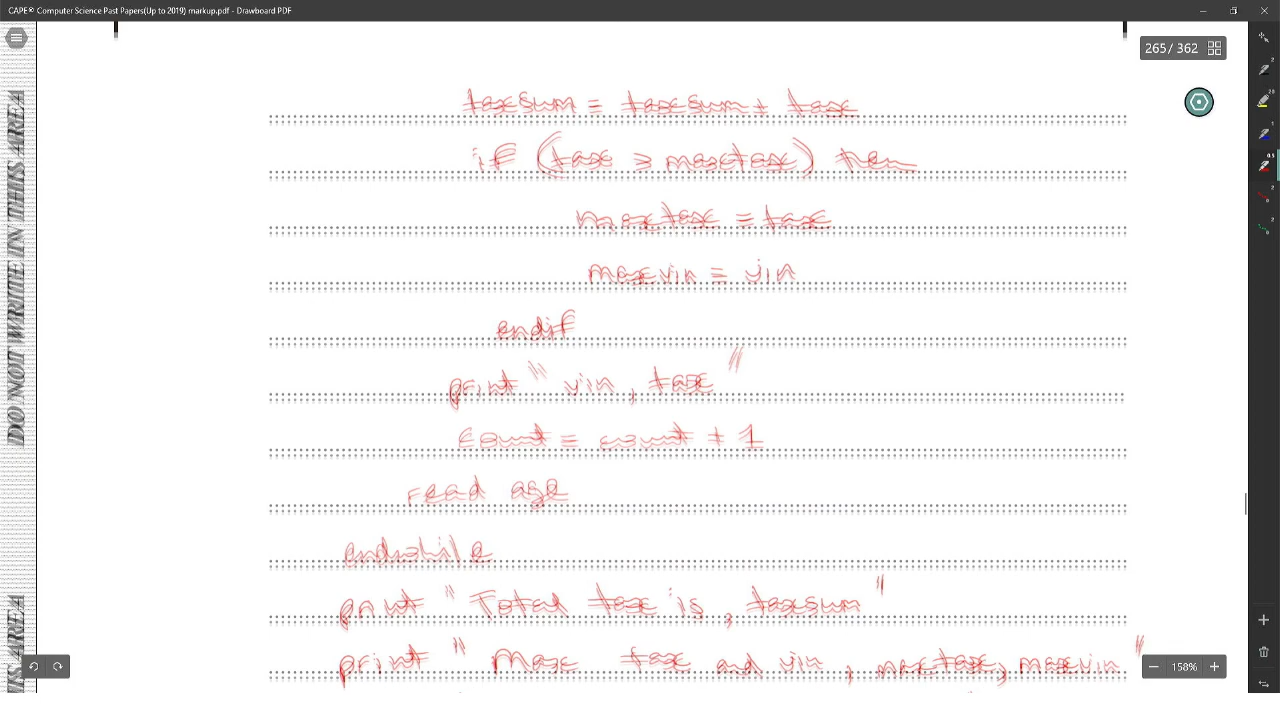 CAPE® Computer Science Past Papers(Up to 2019) markup.pdf - Drawboard PDF
265/ 362
DO NOT WRITE IN THIS AREA
taxsum = taxsum + tax
if (tax > maxtax) then
maxtax = tax
maxvin = vin
endif
print " vin, tax "
count = count + 1
read age
endwhile
print " Total tax is , taxsum "
print " Max tax and vin , maxtax, maxvin "
158%
IS AREA